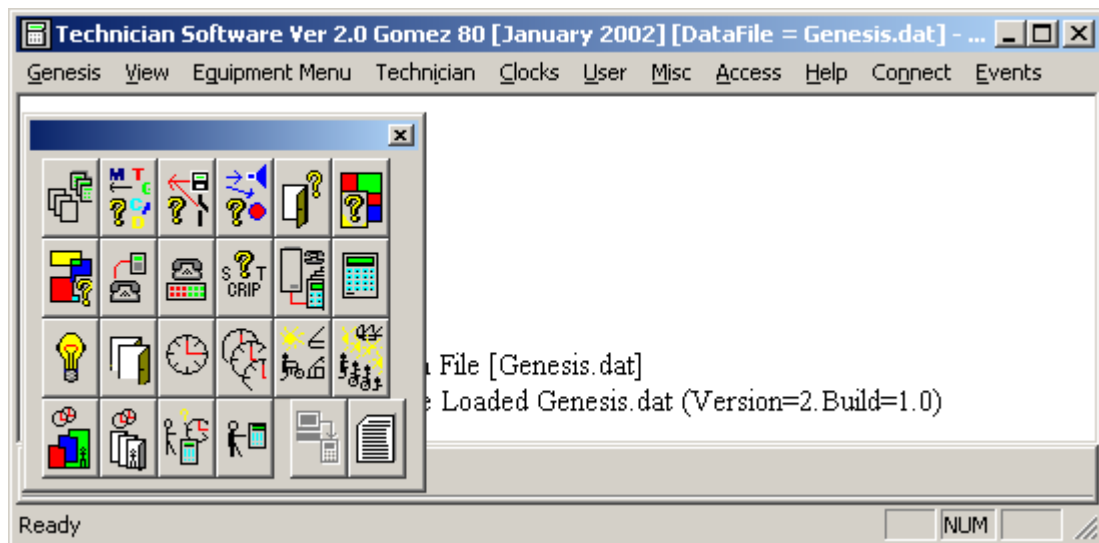 Technician Software Ver 2.0 Gomez 80 [January 2002] [DataFile = Genesis.dat] - ...
Genesis View Equipment Menu Technician Clocks User Misc Access Help Connect Events
M T G C D
S T
CRIP
File [Genesis.dat]
Loaded Genesis.dat (Version=2.Build=1.0)
Ready NUM